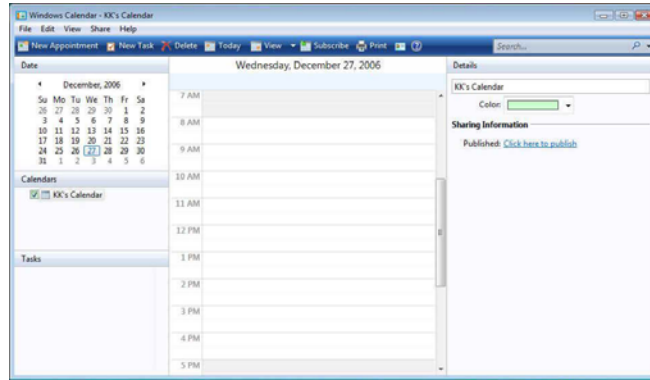 Windows Calendar - KK's Calendar
File Edit View Share Help
New Appointment New Task Delete Today View Subscribe Print
Search...
Date
December, 2006
Su Mo Tu We Th Fr Sa
26 27 28 29 30 1 2
3 4 5 6 7 8 9
10 11 12 13 14 15 16
17 18 19 20 21 22 23
24 25 26 27 28 29 30
31 1 2 3 4 5 6
Calendars
KK's Calendar
Tasks
Wednesday, December 27, 2006
7 AM
8 AM
9 AM
10 AM
11 AM
12 PM
1 PM
2 PM
3 PM
4 PM
5 PM
Details
KK's Calendar
Color:
Sharing Information
Published: Click here to publish